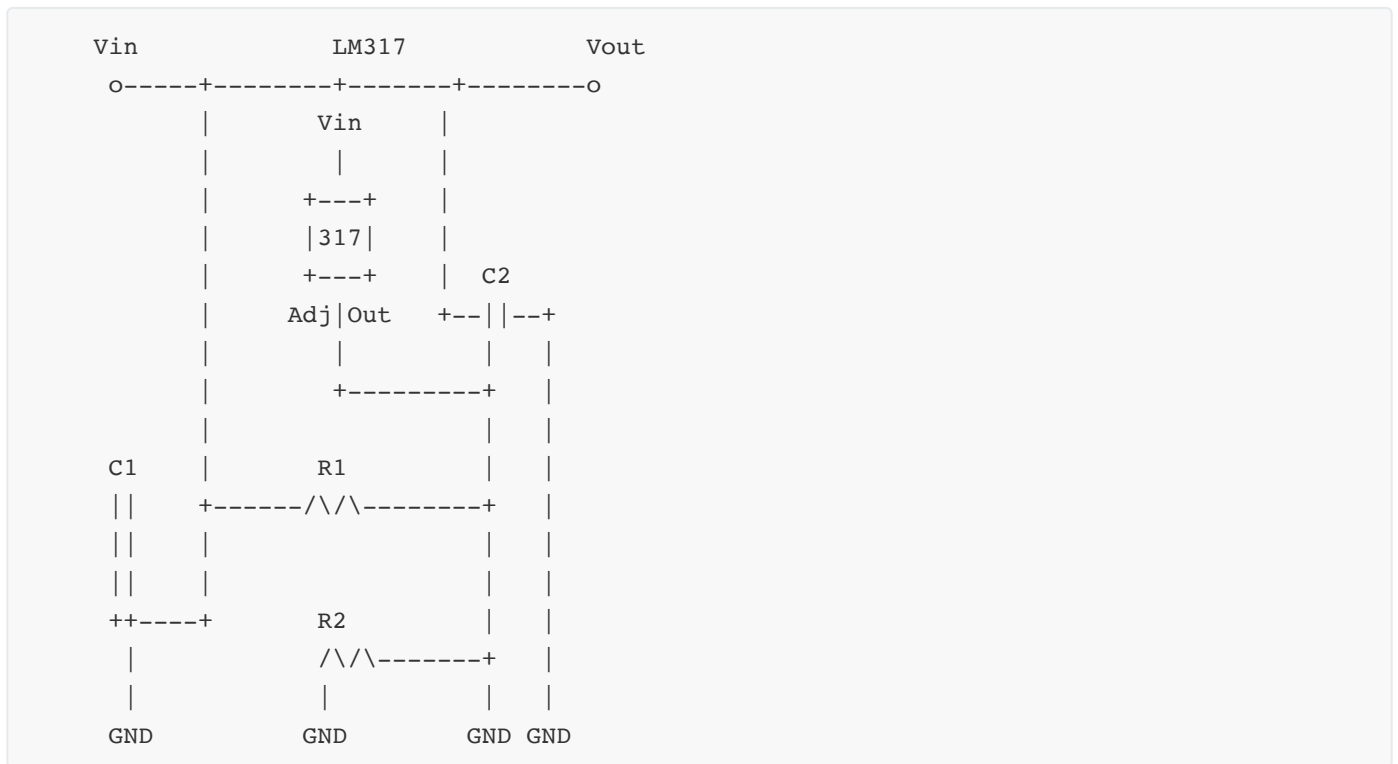 Vin             LM317            Vout
 o-----+--------+-------+--------o
       |       Vin      |
       |        |       |
       |      +---+     |
       |      |317|     |
       |      +---+     |  C2
       |     Adj|Out   +--||--+
       |        |         |   |
       |        +---------+   |
       |                  |   |
 C1    |       R1         |   |
 ||    +------/\/\--------+   |
 ||    |                  |   |
 ||    |                  |   |
 ++----+       R2         |   |
  |            /\/\-------+   |
  |            |          |   |
 GND          GND        GND GND